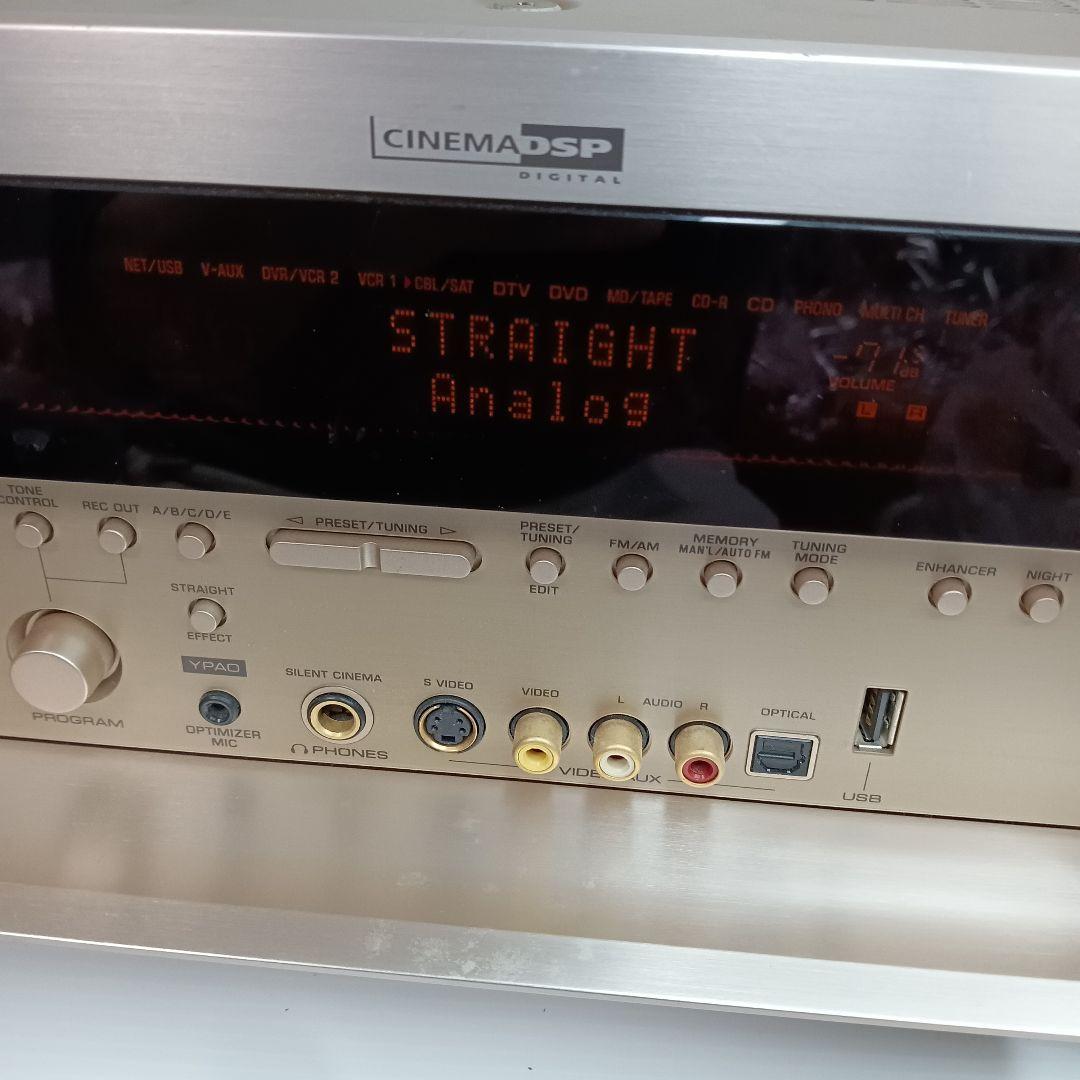 CINEMA DSP
DIGITAL
NET/USB V-AUX DVR/VCR 2 VCR 1 CBL/SAT DTV DVD MD/TAPE CD-R CD PHONO MULTI CH TUNER
STRAIGHT
Analog
-71.5 dB
VOLUME
L R
TONE CONTROL
REC OUT
A/B/C/D/E
PRESET/TUNING
PRESET/
TUNING
EDIT
FM/AM
MEMORY
MAN'L/AUTO FM
TUNING
MODE
ENHANCER
NIGHT
STRAIGHT
EFFECT
PROGRAM
YPAO
OPTIMIZER
MIC
SILENT CINEMA
PHONES
S VIDEO
VIDEO
L AUDIO R
OPTICAL
VIDEO AUX
USB